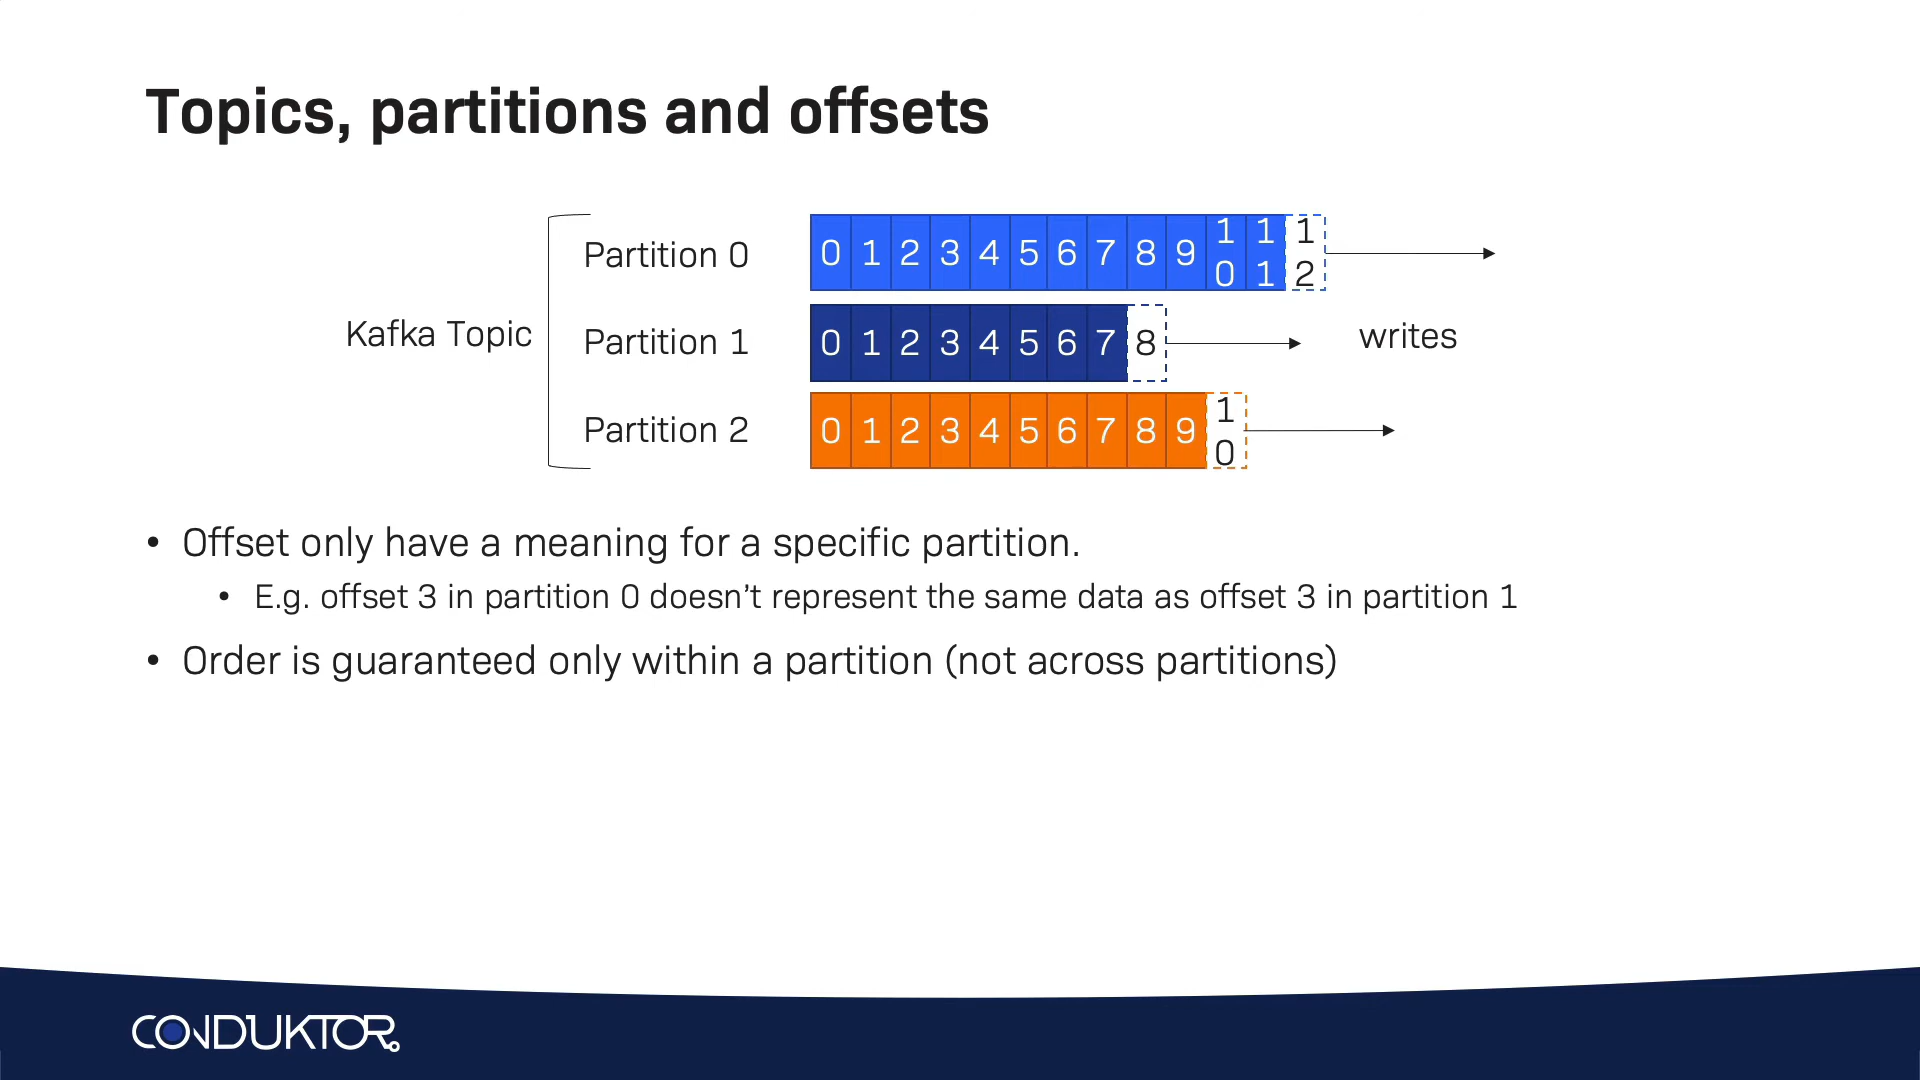 Topics, partitions and offsets
Kafka Topic
Partition 0
0 1 2 3 4 5 6 7 8 9 10 11 12
Partition 1
0 1 2 3 4 5 6 7 8
writes
Partition 2
0 1 2 3 4 5 6 7 8 9 10
• Offset only have a meaning for a specific partition.
• E.g. offset 3 in partition 0 doesn’t represent the same data as offset 3 in partition 1
• Order is guaranteed only within a partition (not across partitions)
CONDUKTOR